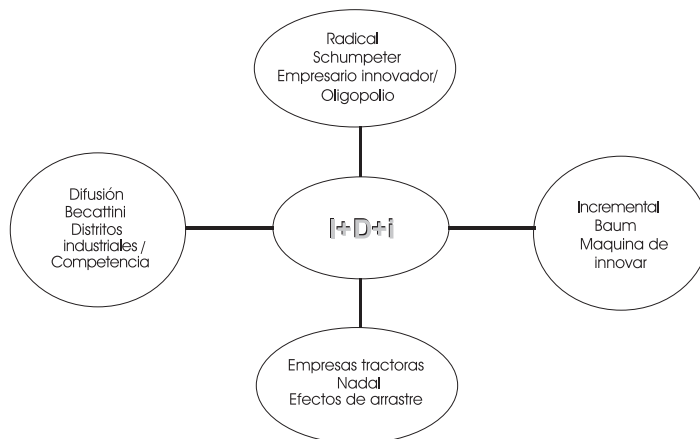 Radical
Schumpeter
Empresario innovador/
Oligopolio
Difusión
Becattini
Distritos
industriales /
Competencia
I+D+i
Incremental
Baum
Maquina de
innovar
Empresas tractoras
Nadal
Efectos de arrastre